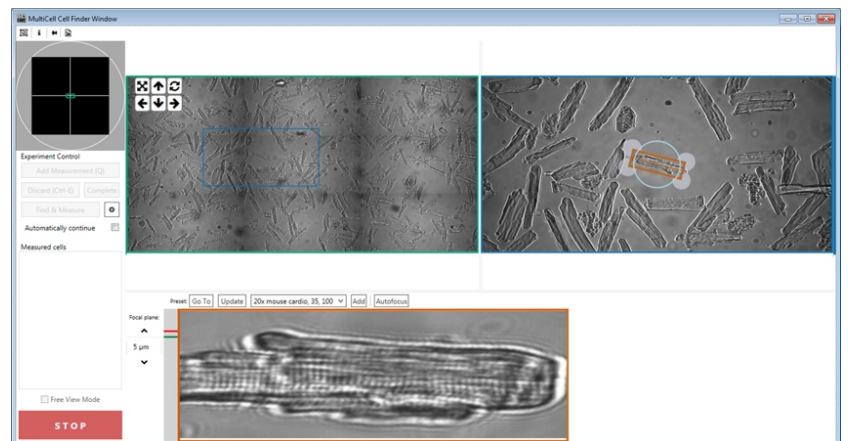 MultiCell Cell Finder Window
Experiment Control
Add Measurement (Q)
Discard (Ctrl-E) Complete
Find & Measure
Automatically continue
Measured cells
Preset: Go To Update 20x mouse cardio, 35, 100 Add Autofocus
Focal plane:
5 µm
Free View Mode
STOP